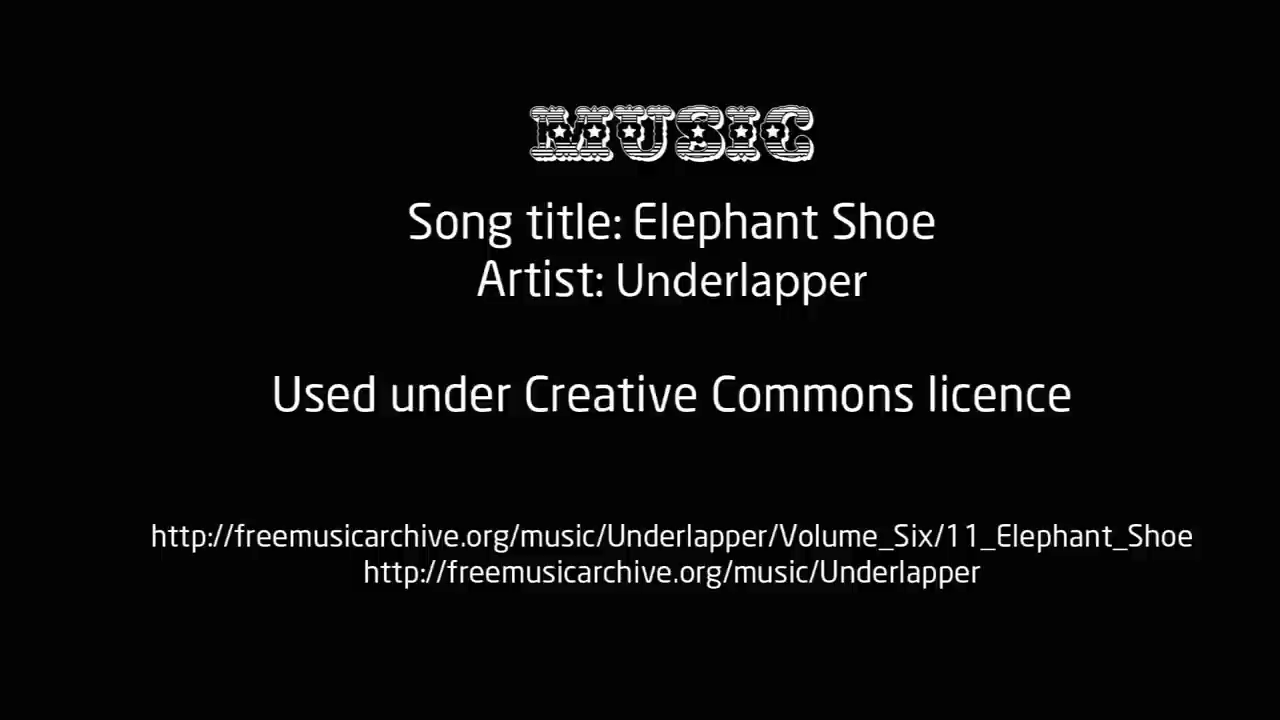 MUSIC
Song title: Elephant Shoe
Artist: Underlapper
Used under Creative Commons licence
http://freemusicarchive.org/music/Underlapper/Volume_Six/11_Elephant_Shoe
http://freemusicarchive.org/music/Underlapper